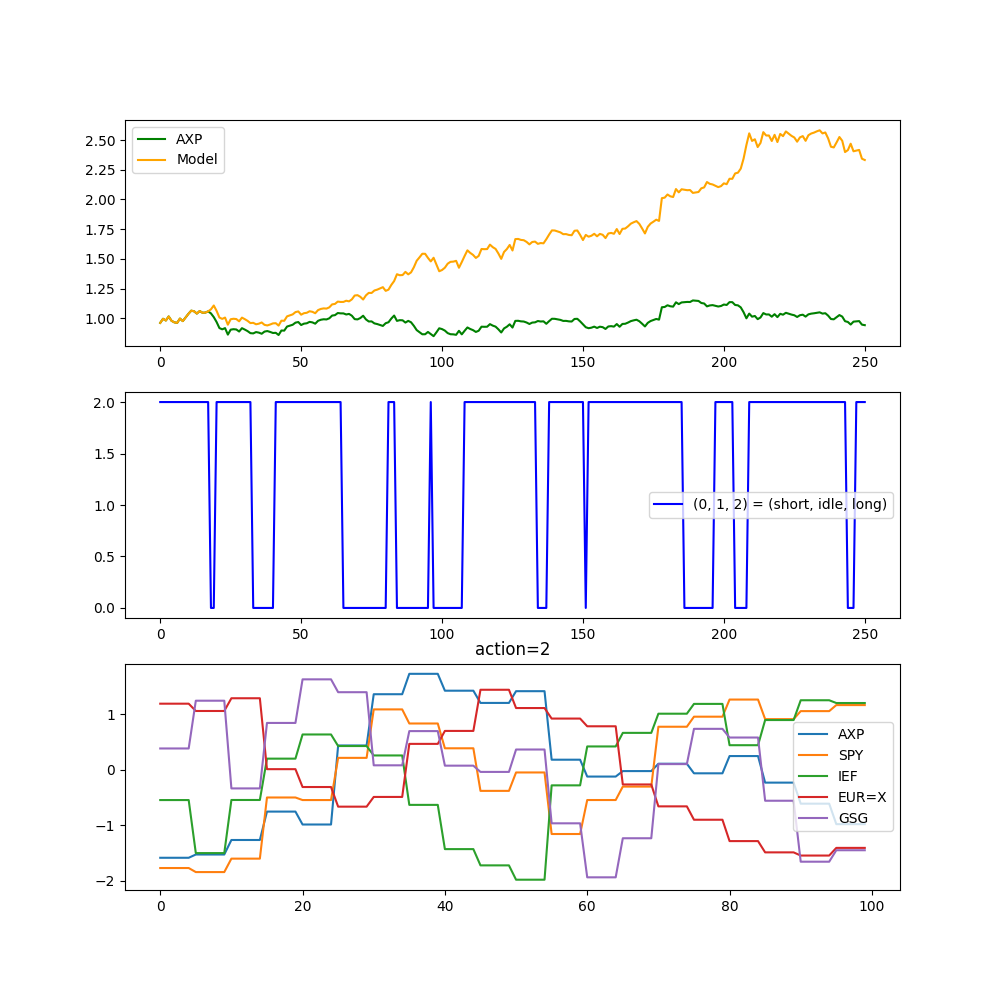 2.50
2.25
2.00
1.75
1.50
1.25
1.00
AXP
Model
0 50 100 150 200 250
2.0
1.5
1.0
0.5
0.0
(0, 1, 2) = (short, idle, long)
0 50 100 150 200 250
action=2
1
0
−1
−2
AXP
SPY
IEF
EUR=X
GSG
0 20 40 60 80 100